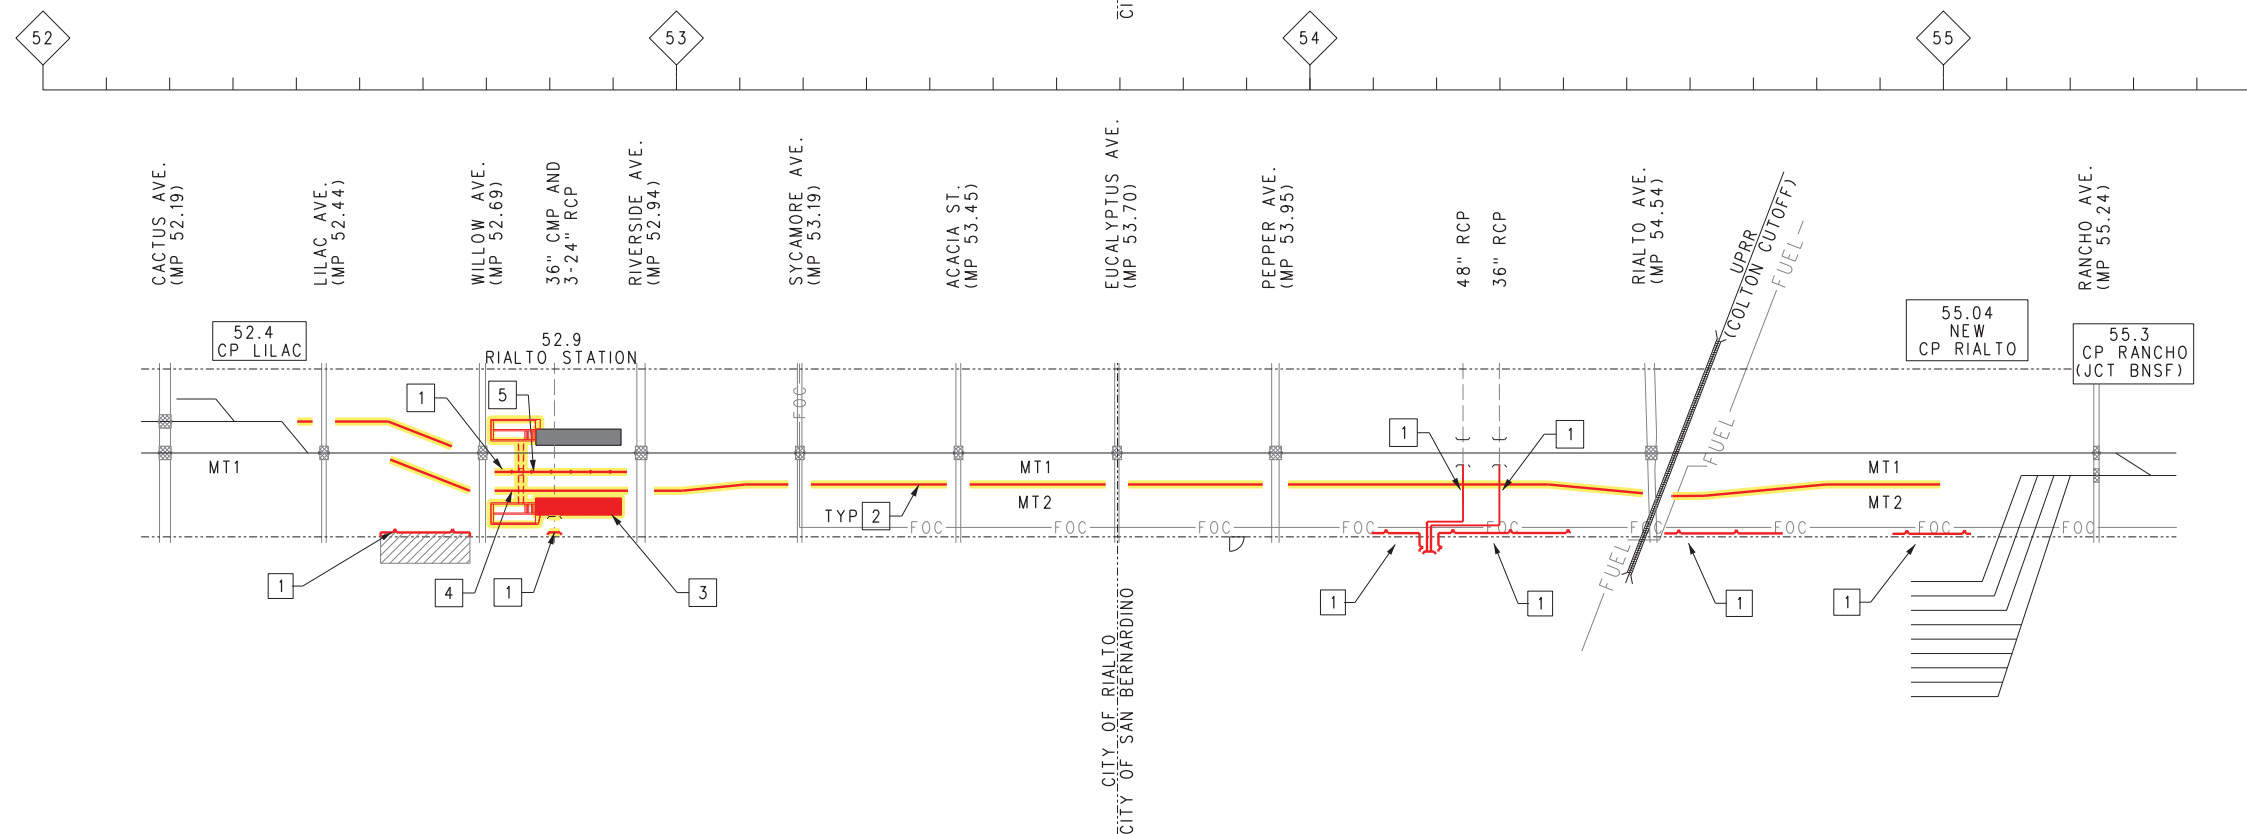 CI
52
53
54
55
CACTUS AVE.
(MP 52.19)
LILAC AVE.
(MP 52.44)
WILLOW AVE.
(MP 52.69)
36" CMP AND
3-24" RCP
RIVERSIDE AVE.
(MP 52.94)
SYCAMORE AVE.
(MP 53.19)
ACACIA ST.
(MP 53.45)
EUCALYPTUS AVE.
(MP 53.70)
PEPPER AVE.
(MP 53.95)
48" RCP
36" RCP
RIALTO AVE.
(MP 54.54)
UPRR
(COLTON CUTOFF)
FUEL
RANCHO AVE.
(MP 55.24)
52.4
CP LILAC
52.9
RIALTO STATION
55.04
NEW
CP RIALTO
55.3
CP RANCHO
(JCT BNSF)
1
5
FOC
1
1
FUEL
MT1
MT1
MT1
TYP 2
MT2
MT2
FOC
FOC
FOC
FOC
FOC
FOC
FOC
FOC
FOC
FUEL
1
4
1
3
1
1
1
1
CITY OF RIALTO
CITY OF SAN BERNARDINO